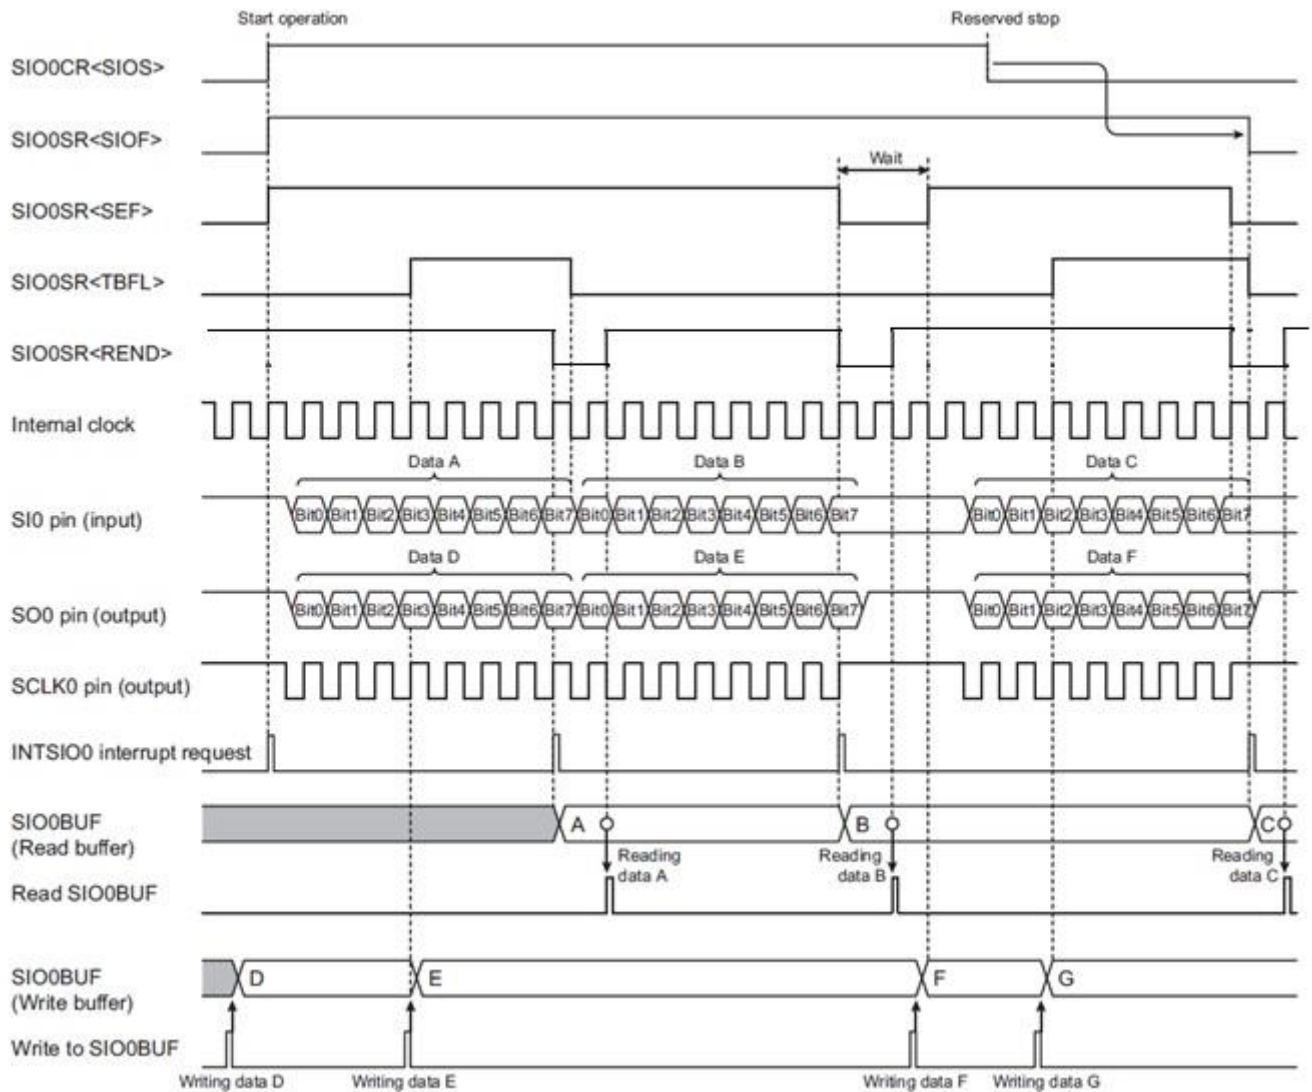 Start operation
Reserved stop
SIO0CR<SIOS>
SIO0SR<SIOF>
Wait
SIO0SR<SEF>
SIO0SR<TBFL>
SIO0SR<REND>
Internal clock
Data A
Data B
Data C
SI0 pin (input)
Bit0 Bit1 Bit2 Bit3 Bit4 Bit5 Bit6 Bit7 Bit0 Bit1 Bit2 Bit3 Bit4 Bit5 Bit6 Bit7
Bit0 Bit1 Bit2 Bit3 Bit4 Bit5 Bit6 Bit7
Data D
Data E
Data F
SO0 pin (output)
Bit0 Bit1 Bit2 Bit3 Bit4 Bit5 Bit6 Bit7 Bit0 Bit1 Bit2 Bit3 Bit4 Bit5 Bit6 Bit7
Bit0 Bit1 Bit2 Bit3 Bit4 Bit5 Bit6 Bit7
SCLK0 pin (output)
INTSIO0 interrupt request
SIO0BUF
(Read buffer)
A
B
C
Reading
data A
Reading
data B
Reading
data C
Read SIO0BUF
SIO0BUF
(Write buffer)
D
E
F
G
Write to SIO0BUF
Writing data D
Writing data E
Writing data F
Writing data G